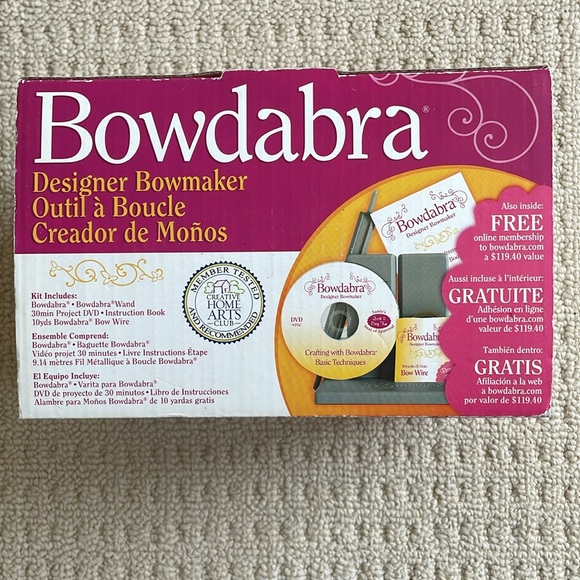 Bowdabra®
Designer Bowmaker
Outil à Boucle
Creador de Moños
Kit Includes:
Bowdabra® • Bowdabra® Wand
30min Project DVD • Instruction Book
10yds Bowdabra® Bow Wire
Ensemble Comprend:
Bowdabra® • Baguette Bowdabra®
Vidéo projet 30 minutes • Livre Instructions-Étape
9.14 mètres Fil Métallique à Boucle Bowdabra®
El Equipo Incluye:
Bowdabra® • Varita para Bowdabra®
DVD de proyecto de 30 minutos • Libro de Instrucciones
Alambre para Moños Bowdabra® de 10 yardas gratis
MEMBER TESTED
CREATIVE
HOME
ARTS
CLUB
AND RECOMMENDED
Bowdabra
Designer Bowmaker
Bowdabra®
Designer Bowmaker
DVD
Crafting with Bowdabra®
Basic Techniques
Bowdabra
Designer Bowmaker
Bow Wire
Also inside:
FREE
online membership
to bowdabra.com
a $119.40 value
Aussi incluse à l'intérieur:
GRATUITE
Adhésion en ligne
d'une bowdabra.com
valeur de $119.40
También dentro:
GRATIS
Afiliación a la web
a bowdabra.com
por valor de $119.40